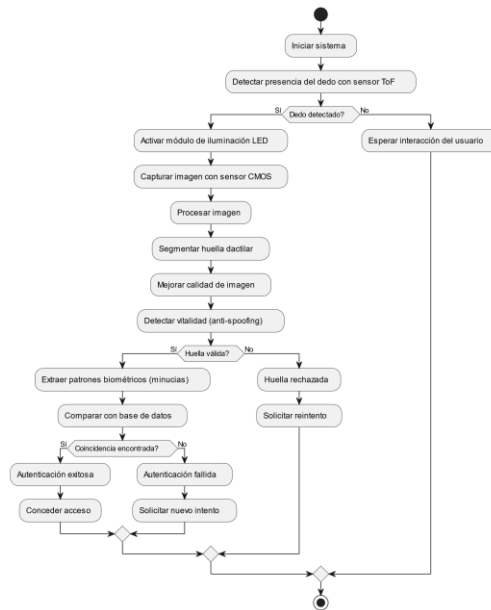 Iniciar sistema
Detectar presencia del dedo con sensor ToF
Sí
Dedo detectado?
No
Activar módulo de iluminación LED
Esperar interacción del usuario
Capturar imagen con sensor CMOS
Procesar imagen
Segmentar huella dactilar
Mejorar calidad de imagen
Detectar vitalidad (anti-spoofing)
Sí
Huella válida?
No
Extraer patrones biométricos (minucias)
Huella rechazada
Comparar con base de datos
Solicitar reintento
Sí
Coincidencia encontrada?
No
Autenticación exitosa
Autenticación fallida
Conceder acceso
Solicitar nuevo intento